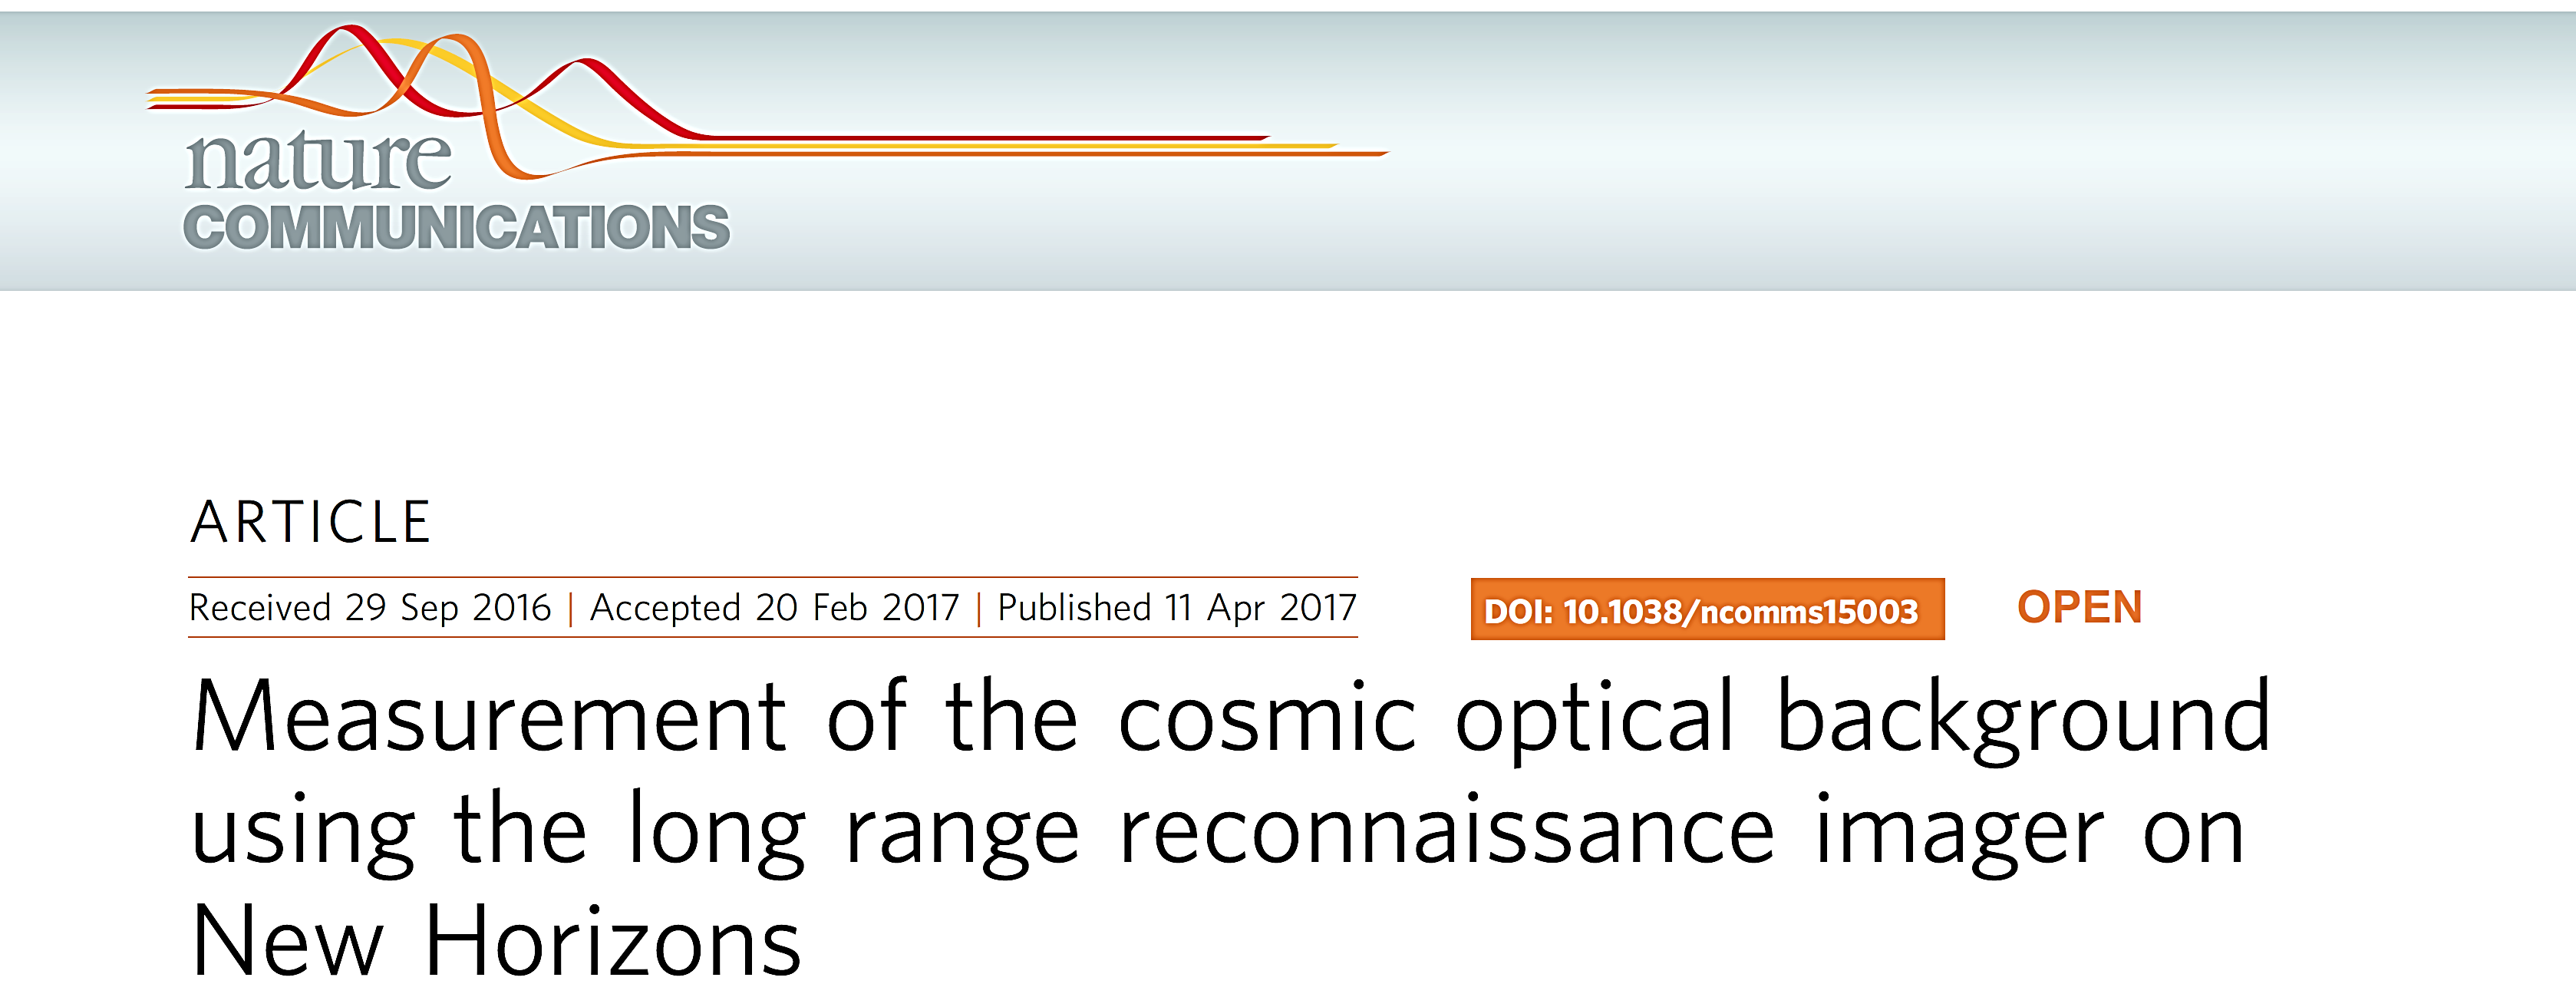 nature
COMMUNICATIONS
ARTICLE
Received 29 Sep 2016 | Accepted 20 Feb 2017 | Published 11 Apr 2017
DOI: 10.1038/ncomms15003
OPEN
Measurement of the cosmic optical background
using the long range reconnaissance imager on
New Horizons